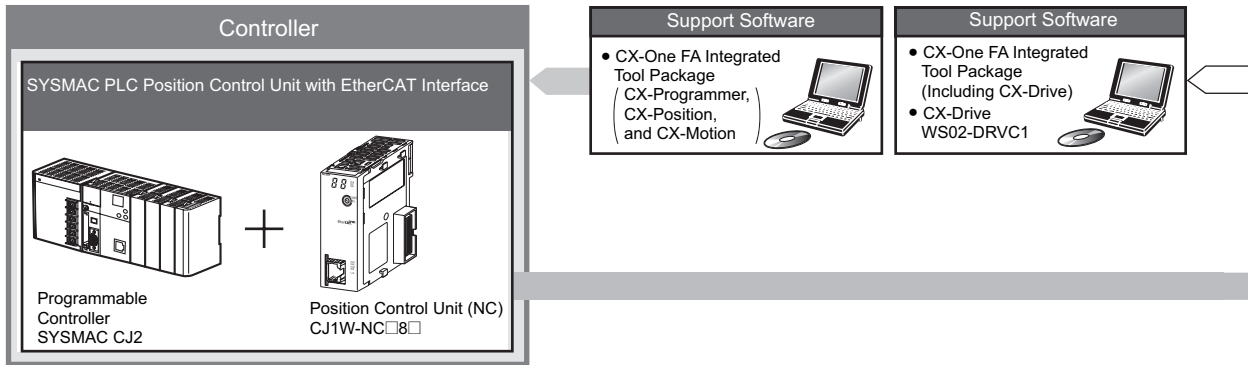 Controller
SYSMAC PLC Position Control Unit with EtherCAT Interface
Programmable
Controller
SYSMAC CJ2
Position Control Unit (NC)
CJ1W-NC□8□
Support Software
• CX-One FA Integrated
Tool Package
( CX-Programmer,
CX-Position,
and CX-Motion )
Support Software
• CX-One FA Integrated
Tool Package
(Including CX-Drive)
• CX-Drive
WS02-DRVC1